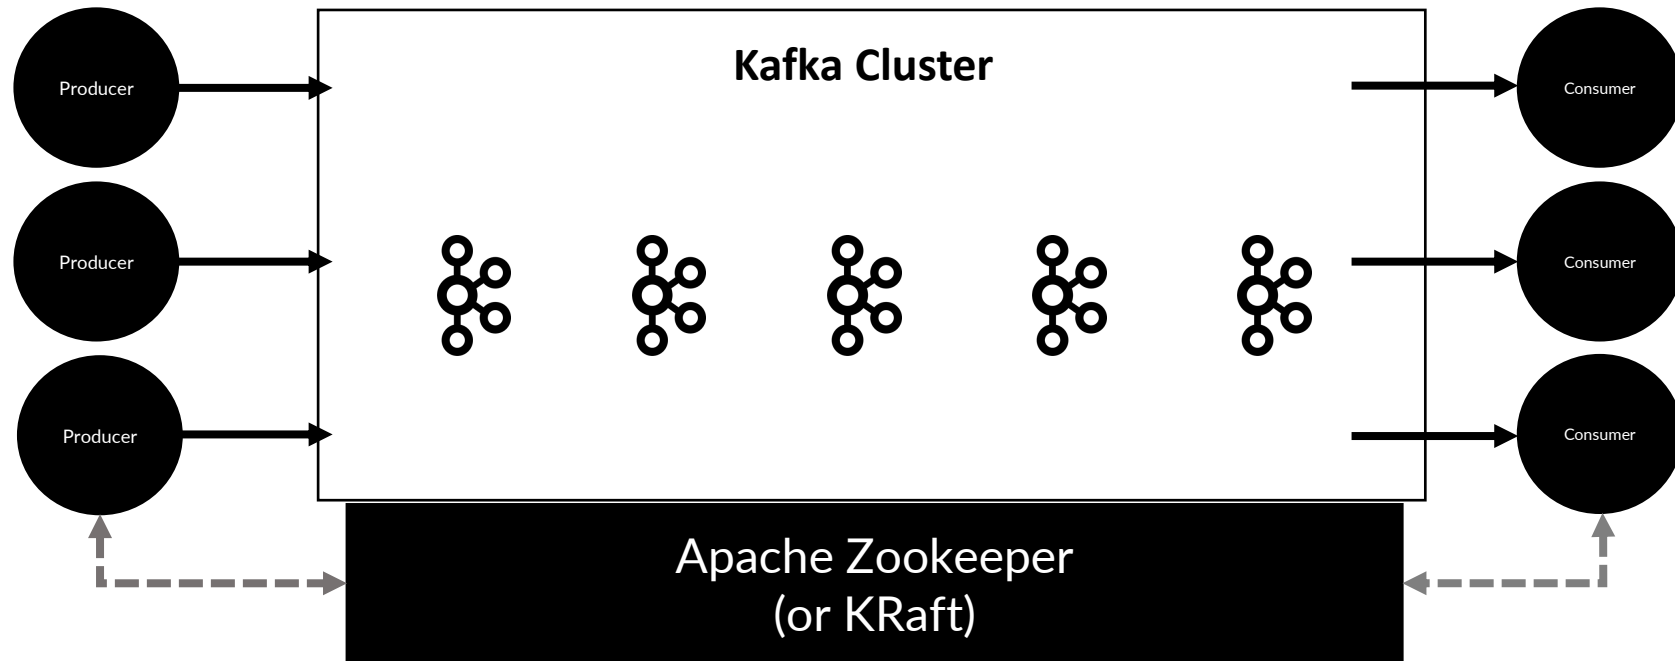 Kafka Cluster
Producer
Consumer
Producer
Consumer
Producer
Consumer
Apache Zookeeper
(or KRaft)